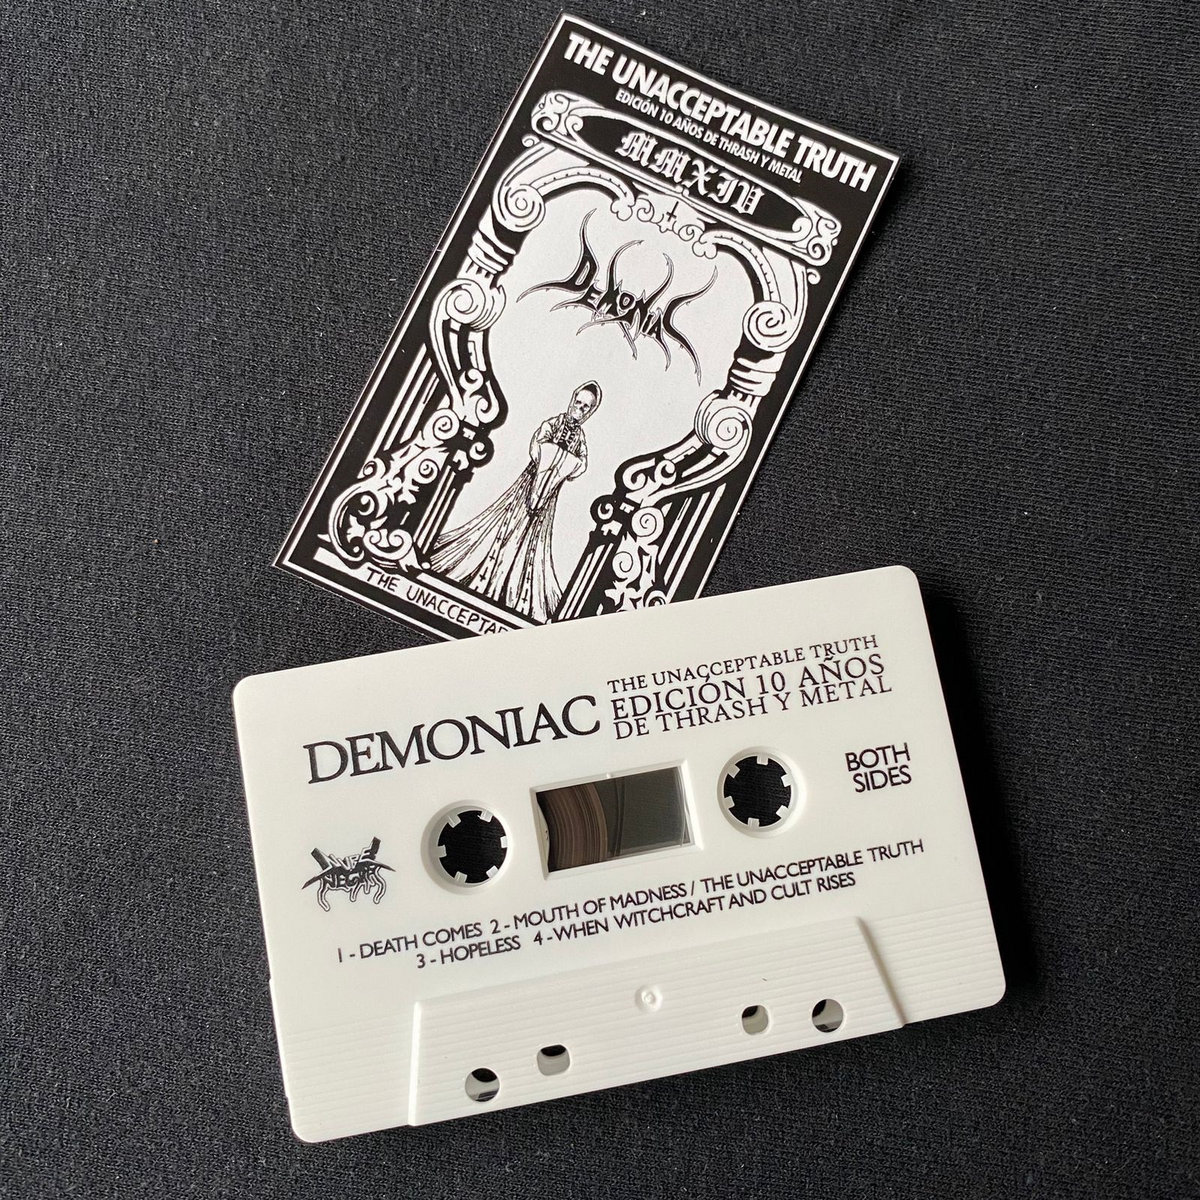 THE UNACCEPTABLE TRUTH
EDICIÓN 10 AÑOS DE THRASH Y METAL
MMXIV
DEMONIAC
THE UNACCEPTAB
DEMONIAC
THE UNACCEPTABLE TRUTH
EDICIÓN 10 AÑOS
DE THRASH Y METAL
BOTH
SIDES
1 - DEATH COMES 2 - MOUTH OF MADNESS / THE UNACCEPTABLE TRUTH
3 - HOPELESS 4 - WHEN WITCHCRAFT AND CULT RISES